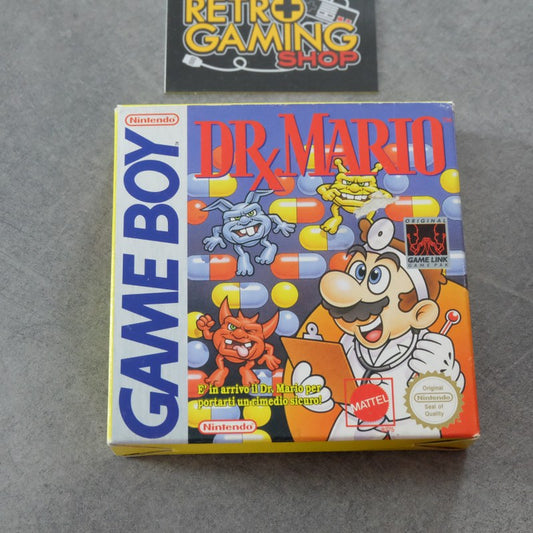 RETRO
GAMING
SHOP
Nintendo
GAME BOY
DR. MARIO
ORIGINAL
GAME LINK
GAME PAK
E' in arrivo il Dr. Mario per
portarti un rimedio sicuro!
Nintendo
MATTEL
Original
Nintendo
Seal of
Quality